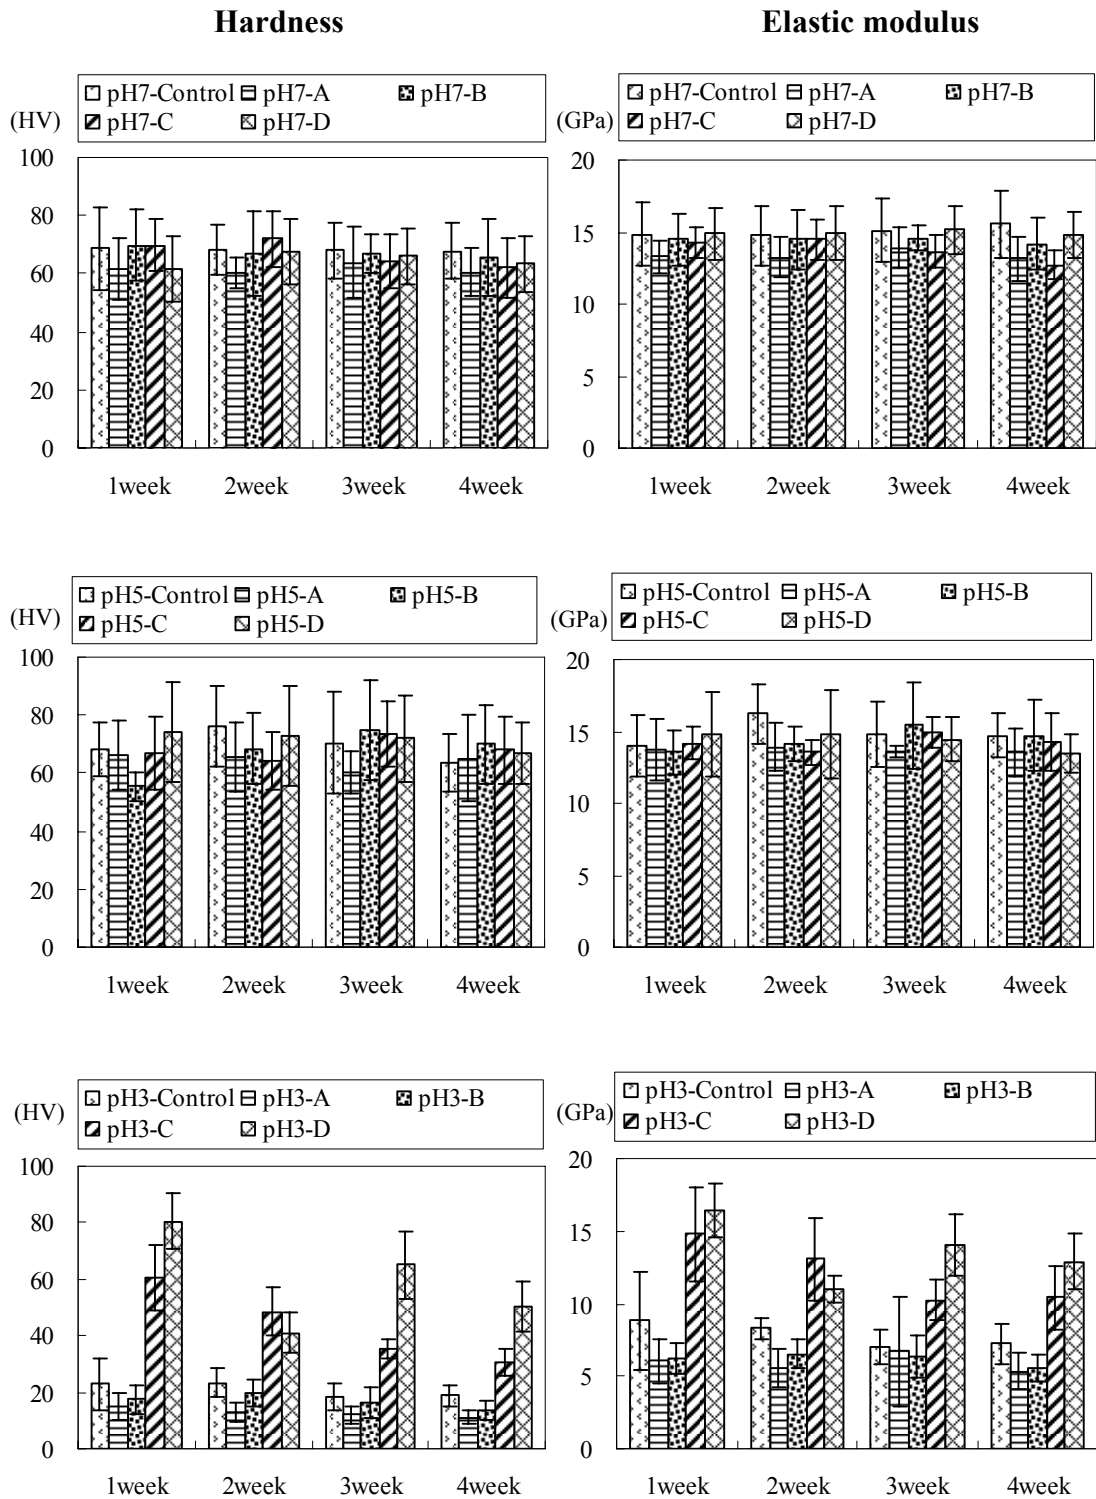 Hardness
Elastic modulus
pH7-Control pH7-A pH7-B
pH7-C pH7-D
(HV)
100
80
60
40
20
0
1week 2week 3week 4week
pH7-Control pH7-A pH7-B
pH7-C pH7-D
(GPa)
20
15
10
5
0
1week 2week 3week 4week
pH5-Control pH5-A pH5-B
pH5-C pH5-D
(HV)
100
80
60
40
20
0
1week 2week 3week 4week
pH5-Control pH5-A pH5-B
pH5-C pH5-D
(GPa)
20
15
10
5
0
1week 2week 3week 4week
pH3-Control pH3-A pH3-B
pH3-C pH3-D
(HV)
100
80
60
40
20
0
1week 2week 3week 4week
pH3-Control pH3-A pH3-B
pH3-C pH3-D
(GPa)
20
15
10
5
0
1week 2week 3week 4week